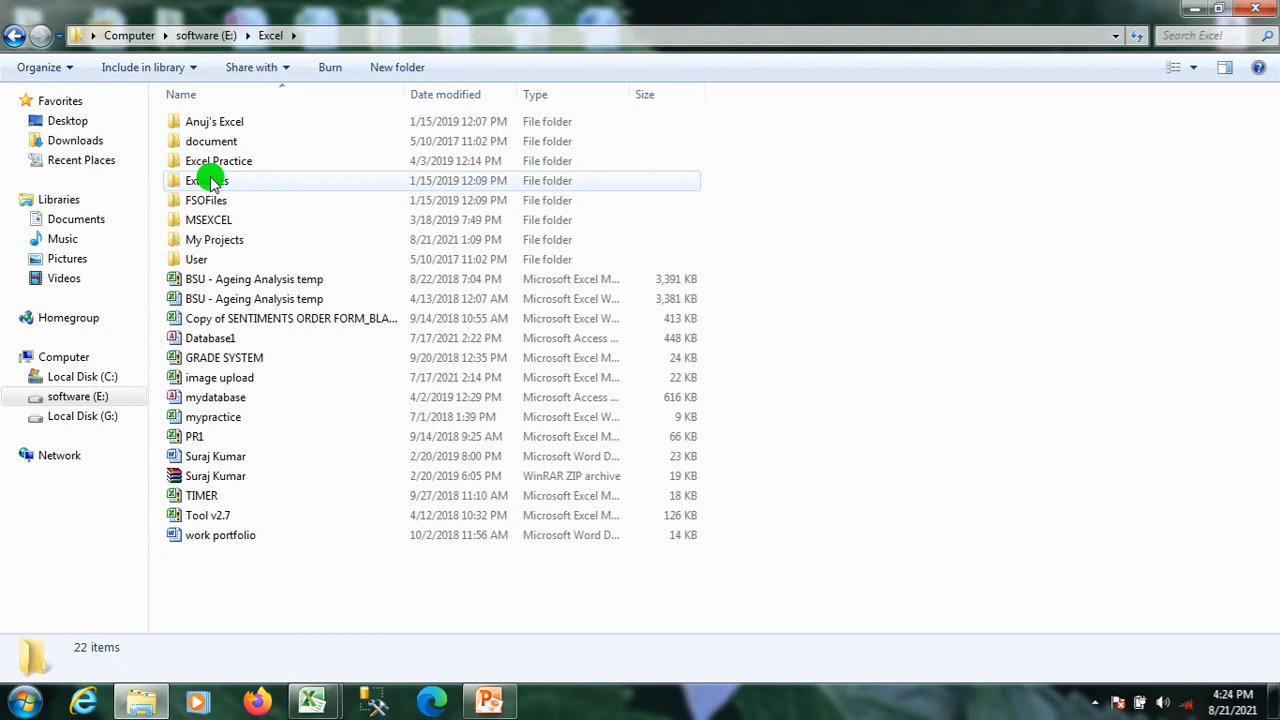 Computer software (E:) Excel Search Excel
Organize Include in library Share with Burn New folder
Name Date modified Type Size
Favorites
Desktop
Downloads
Recent Places
Libraries
Documents
Music
Pictures
Videos
Homegroup
Computer
Local Disk (C:)
software (E:)
Local Disk (G:)
Network
Anuj's Excel 1/15/2019 12:07 PM File folder
document 5/10/2017 11:02 PM File folder
Excel Practice 4/3/2019 12:14 PM File folder
1/15/2019 12:09 PM File folder
FSOFiles 1/15/2019 12:09 PM File folder
MSEXCEL 3/18/2019 7:49 PM File folder
My Projects 8/21/2021 1:09 PM File folder
User 5/10/2017 11:02 PM File folder
BSU - Ageing Analysis temp 8/22/2018 7:04 PM Microsoft Excel M... 3,391 KB
BSU - Ageing Analysis temp 4/13/2018 12:07 AM Microsoft Excel W... 3,381 KB
Copy of SENTIMENTS ORDER FORM_BLA... 9/14/2018 10:55 AM Microsoft Excel W... 413 KB
Database1 7/17/2021 2:22 PM Microsoft Access ... 448 KB
GRADE SYSTEM 9/20/2018 12:35 PM Microsoft Excel M... 24 KB
image upload 7/17/2021 2:14 PM Microsoft Excel M... 22 KB
mydatabase 4/2/2019 12:29 PM Microsoft Access ... 616 KB
mypractice 7/1/2018 1:39 PM Microsoft Excel W... 9 KB
PR1 9/14/2018 9:25 AM Microsoft Excel M... 66 KB
Suraj Kumar 2/20/2019 8:00 PM Microsoft Word D... 23 KB
Suraj Kumar 2/20/2019 6:05 PM WinRAR ZIP archive 19 KB
TIMER 9/27/2018 11:10 AM Microsoft Excel M... 18 KB
Tool v2.7 4/12/2018 10:32 PM Microsoft Excel M... 126 KB
work portfolio 10/2/2018 11:56 AM Microsoft Word D... 14 KB
22 items
4:24 PM
8/21/2021